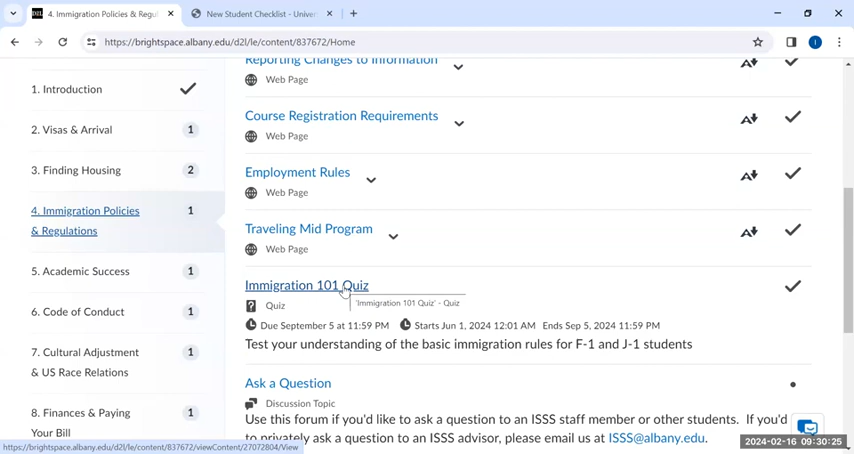 D2L 4. Immigration Policies & Regul
New Student Checklist - Univer
https://brightspace.albany.edu/d2l/le/content/837672/Home
I
1. Introduction
2. Visas & Arrival 1
3. Finding Housing 2
4. Immigration Policies 1
& Regulations
5. Academic Success 1
6. Code of Conduct 1
7. Cultural Adjustment 1
& US Race Relations
8. Finances & Paying 1
Your Bill
Reporting Changes to Information
Web Page
Course Registration Requirements
Web Page
Employment Rules
Web Page
Traveling Mid Program
Web Page
Immigration 101 Quiz
'Immigration 101 Quiz' - Quiz
Quiz
Due September 5 at 11:59 PM Starts Jun 1, 2024 12:01 AM Ends Sep 5, 2024 11:59 PM
Test your understanding of the basic immigration rules for F-1 and J-1 students
Ask a Question
Discussion Topic
Use this forum if you'd like to ask a question to an ISSS staff member or other students. If you'd
to privately ask a question to an ISSS advisor, please email us at ISSS@albany.edu.
https://brightspace.albany.edu/d2l/le/content/837672/viewContent/27072804/View
2024-02-16 09:30:25